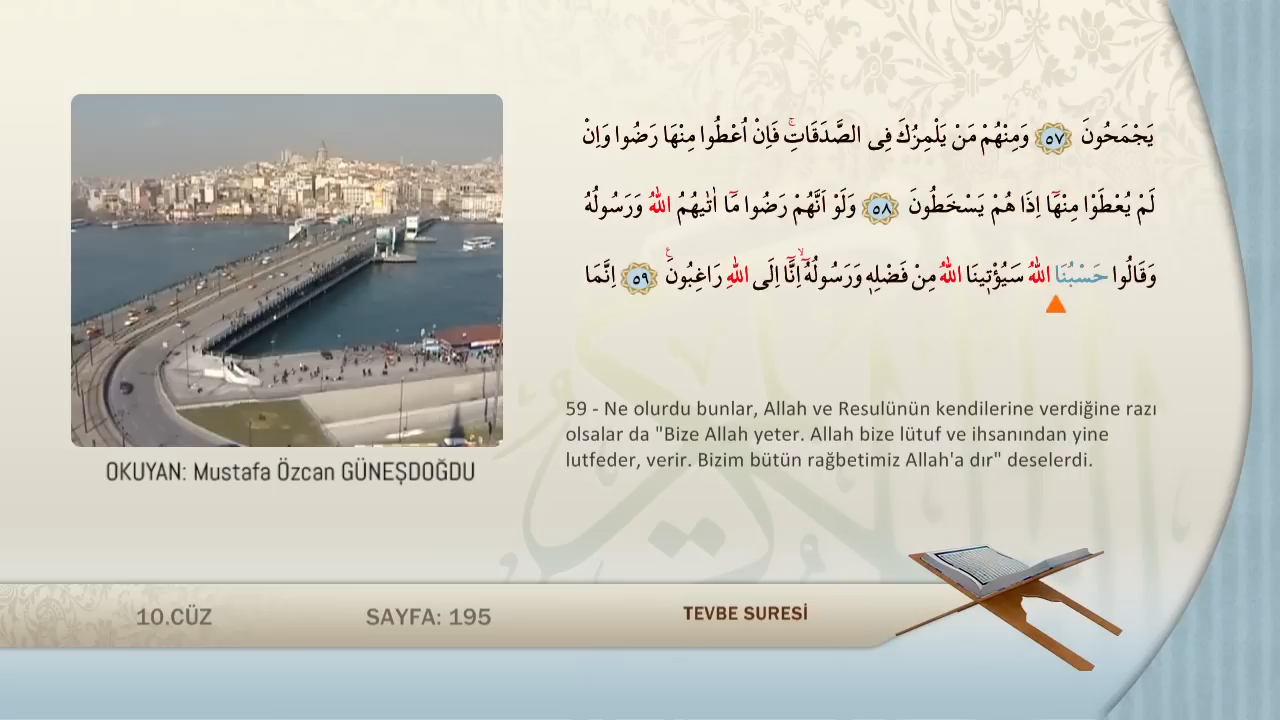 يَجْمَحُونَ ﴿٥٧﴾ وَمِنْهُمْ مَنْ يَلْمِزُكَ فِى الصَّدَقَاتِۚ فَاِنْ اُعْطُوا مِنْهَا رَضُوا وَاِنْ
لَمْ يُعْطَوْا مِنْهَٓا اِذَا هُمْ يَسْخَطُونَ ﴿٥٨﴾ وَلَوْ اَنَّهُمْ رَضُوا مَٓا اٰتٰيهُمُ اللّٰهُ وَرَسُولُهُ
وَقَالُوا حَسْبُنَا اللّٰهُ سَيُؤْت۪ينَا اللّٰهُ مِنْ فَضْلِه۪ وَرَسُولُهُٓۙ اِنَّٓا اِلَى اللّٰهِ رَاغِبُونَۚ ﴿٥٩﴾ اِنَّمَا
59 - Ne olurdu bunlar, Allah ve Resulünün kendilerine verdiğine razı
olsalar da "Bize Allah yeter. Allah bize lütuf ve ihsanından yine
lutfeder, verir. Bizim bütün rağbetimiz Allah'a dır" deselerdi.
OKUYAN: Mustafa Özcan GÜNEŞDOĞDU
10.CÜZ
SAYFA: 195
TEVBE SURESİ